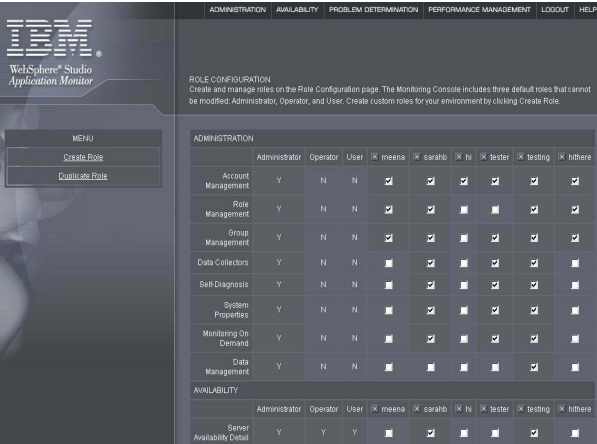 ADMINISTRATION AVAILABILITY PROBLEM DETERMINATION PERFORMANCE MANAGEMENT LOGOUT HELP
IBM®
WebSphere® Studio
Application Monitor
ROLE CONFIGURATION
Create and manage roles on the Role Configuration page. The Monitoring Console includes three default roles that cannot
be modified: Administrator, Operator, and User. Create custom roles for your environment by clicking Create Role.
MENU
Create Role
Duplicate Role
ADMINISTRATION
Administrator Operator User meena sarahb hi tester testing hithere
Account
Management Y N N
Role
Management Y N N
Group
Management Y N N
Data Collectors Y N N
Self-Diagnosis Y N N
System
Properties Y N N
Monitoring On
Demand Y N N
Data
Management Y N N
AVAILABILITY
Administrator Operator User meena sarahb hi tester testing hithere
Server
Availability Detail Y Y Y